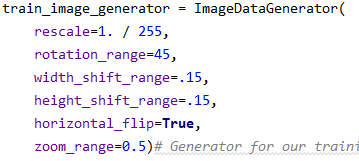 train_image_generator = ImageDataGenerator(
rescale=1. / 255,
rotation_range=45,
width_shift_range=.15,
height_shift_range=.15,
horizontal_flip=True,
zoom_range=0.5)# Generator for our traini